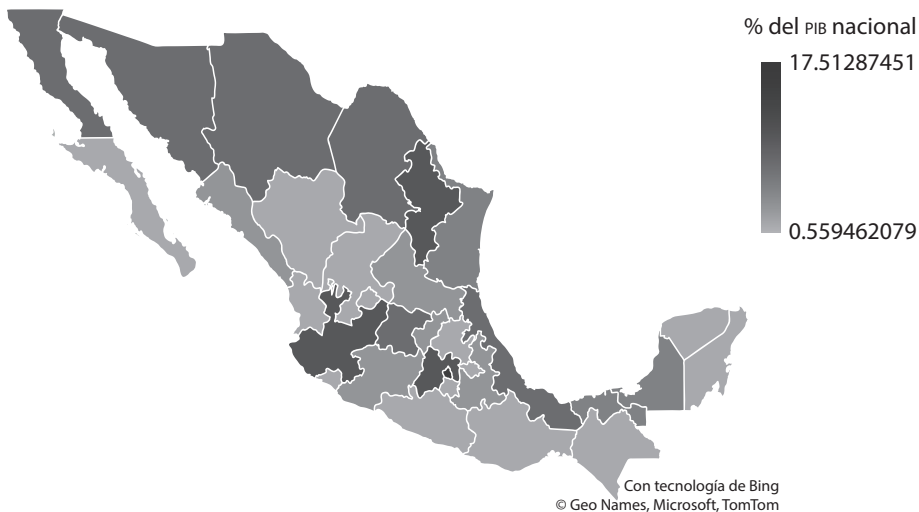 % del PIB nacional
17.51287451
0.559462079
Con tecnología de Bing
© Geo Names, Microsoft, TomTom